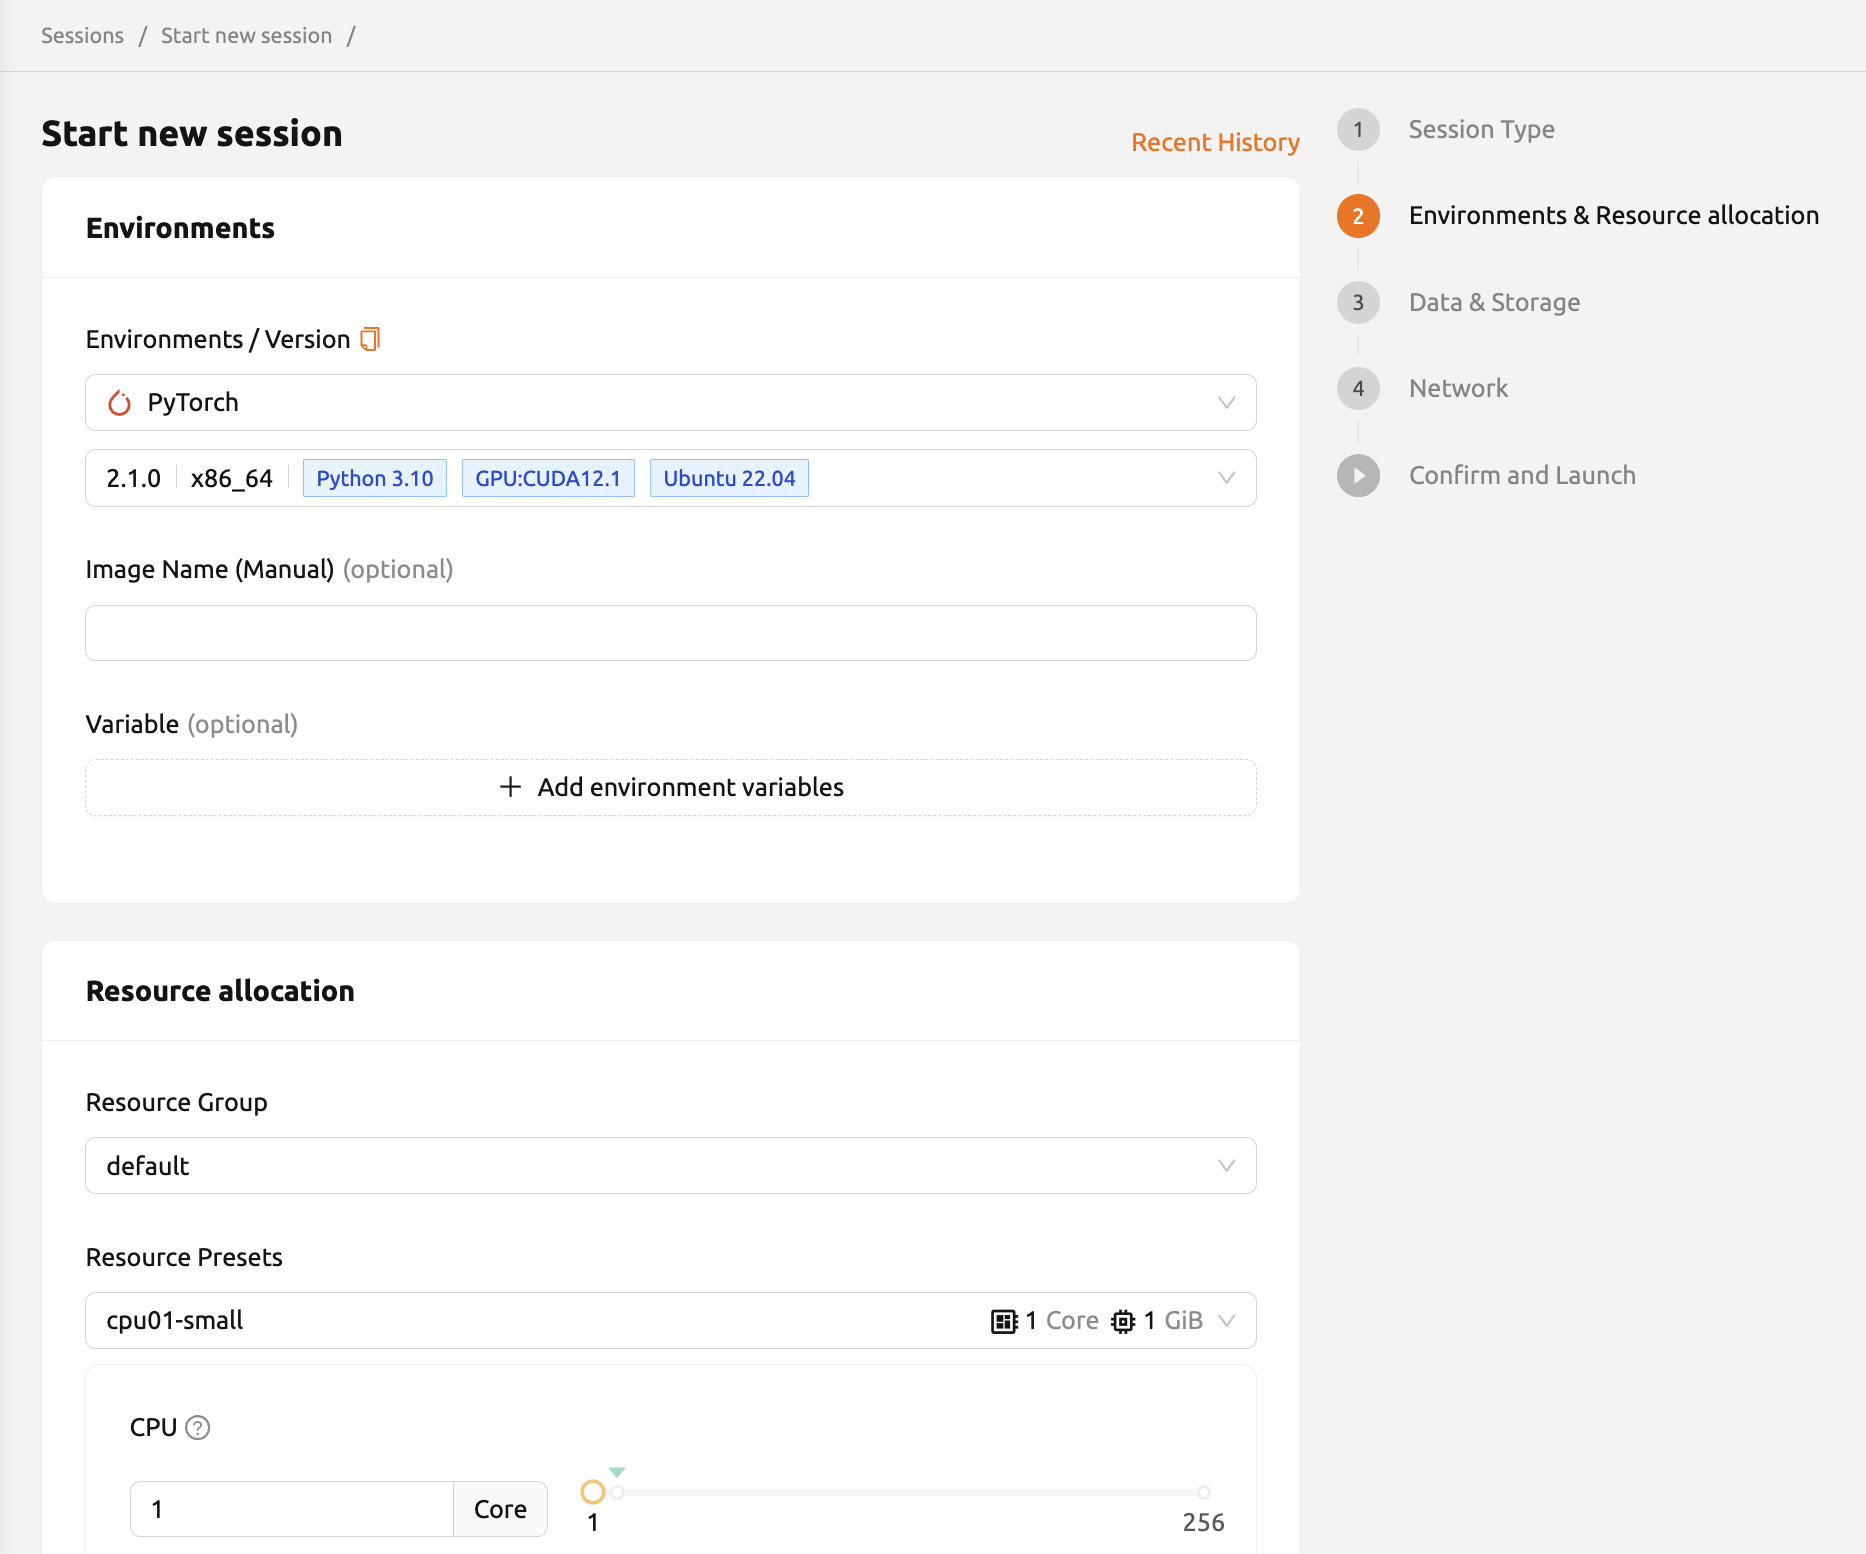 Sessions / Start new session /
Start new session
Recent History
Environments
Environments / Version
PyTorch
2.1.0 x86_64 Python 3.10 GPU:CUDA12.1 Ubuntu 22.04
Image Name (Manual) (optional)
Variable (optional)
+ Add environment variables
Resource allocation
Resource Group
default
Resource Presets
cpu01-small 1 Core 1 GiB
CPU ?
1 Core
1 256
1 Session Type
2 Environments & Resource allocation
3 Data & Storage
4 Network
Confirm and Launch